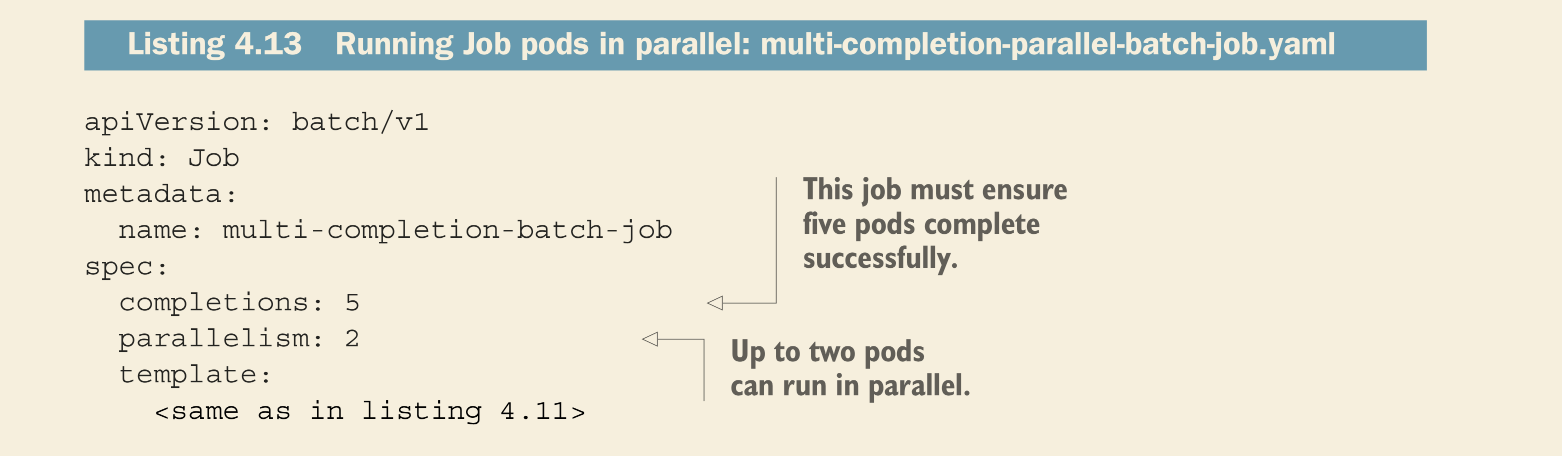 Listing 4.13 Running Job pods in parallel: multi-completion-parallel-batch-job.yaml
apiVersion: batch/v1
kind: Job
metadata:
  name: multi-completion-batch-job
spec:
  completions: 5
  parallelism: 2
  template:
    <same as in listing 4.11>
This job must ensure
five pods complete
successfully.
Up to two pods
can run in parallel.